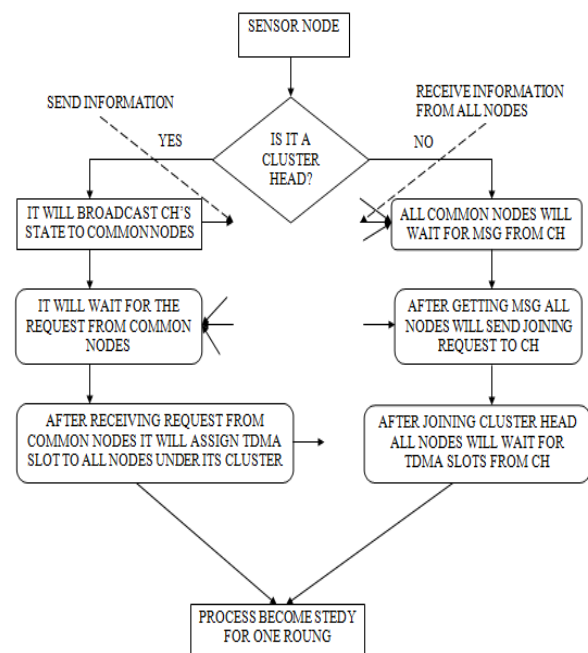 SENSOR NODE
SEND INFORMATION
RECEIVE INFORMATION
FROM ALL NODES
YES
IS IT A
CLUSTER
HEAD?
NO
IT WILL BROADCAST CH'S
STATE TO COMMON NODES
ALL COMMON NODES WILL
WAIT FOR MSG FROM CH
IT WILL WAIT FOR THE
REQUEST FROM COMMON
NODES
AFTER GETTING MSG ALL
NODES WILL SEND JOINING
REQUEST TO CH
AFTER RECEIVING REQUEST FROM
COMMON NODES IT WILL ASSIGN TDMA
SLOT TO ALL NODES UNDER ITS CLUSTER
AFTER JOINING CLUSTER HEAD
ALL NODES WILL WAIT FOR
TDMA SLOTS FROM CH
PROCESS BECOME STEDY
FOR ONE ROUNG